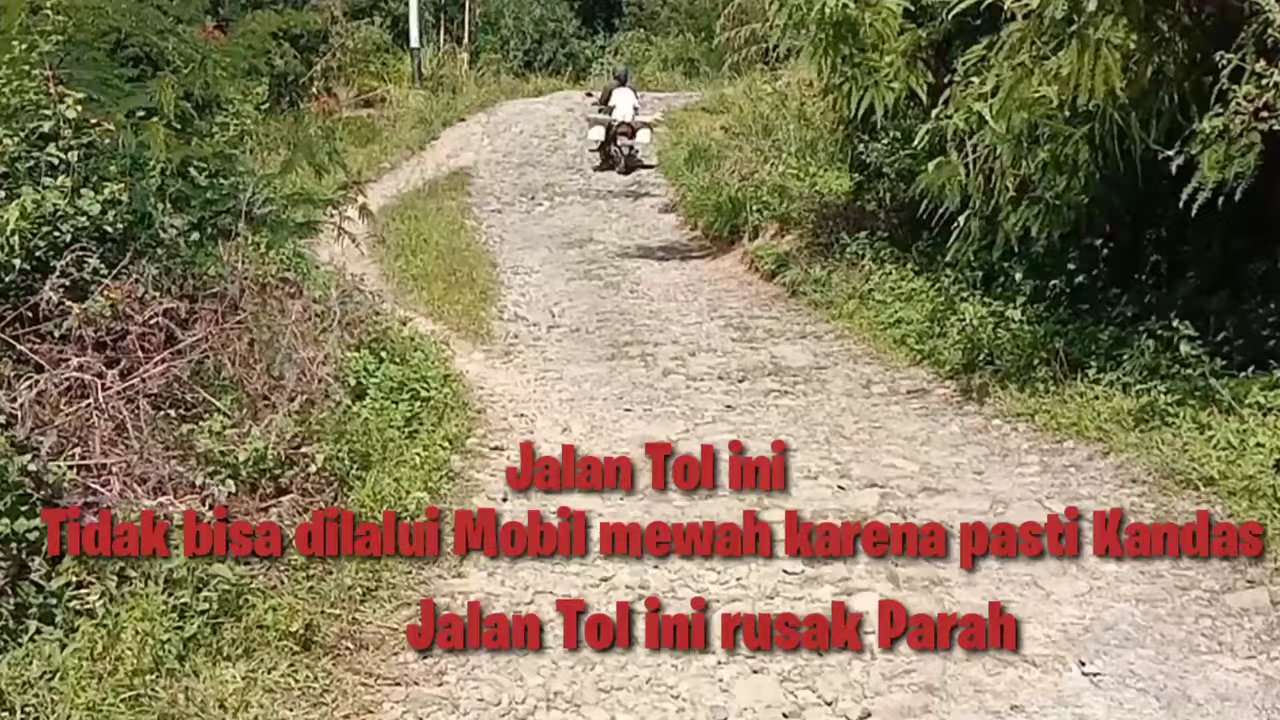 Jalan Tol ini
Tidak bisa dilalui Mobil mewah karena pasti Kandas
Jalan Tol ini rusak Parah